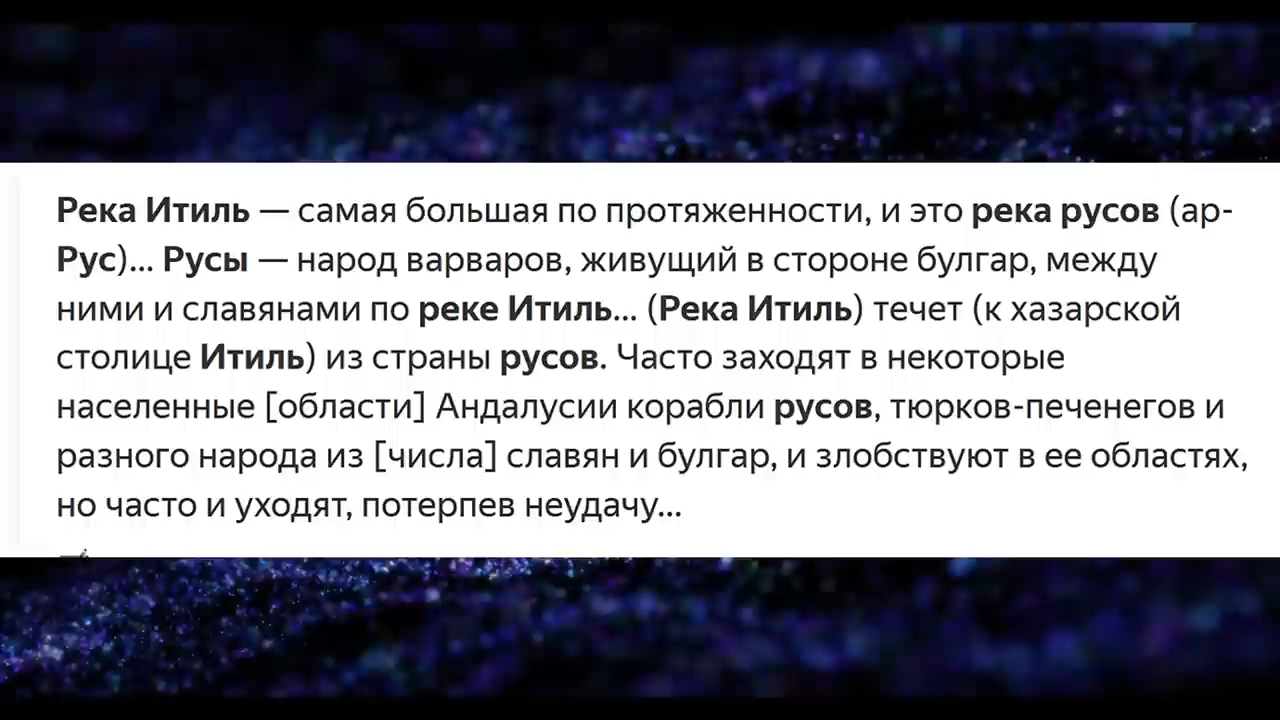 Река Итиль — самая большая по протяженности, и это река русов (ар-
Рус)... Русы — народ варваров, живущий в стороне булгар, между
ними и славянами по реке Итиль... (Река Итиль) течет (к хазарской
столице Итиль) из страны русов. Часто заходят в некоторые
населенные [области] Андалусии корабли русов, тюрков-печенегов и
разного народа из [числа] славян и булгар, и злобствуют в ее областях,
но часто и уходят, потерпев неудачу...